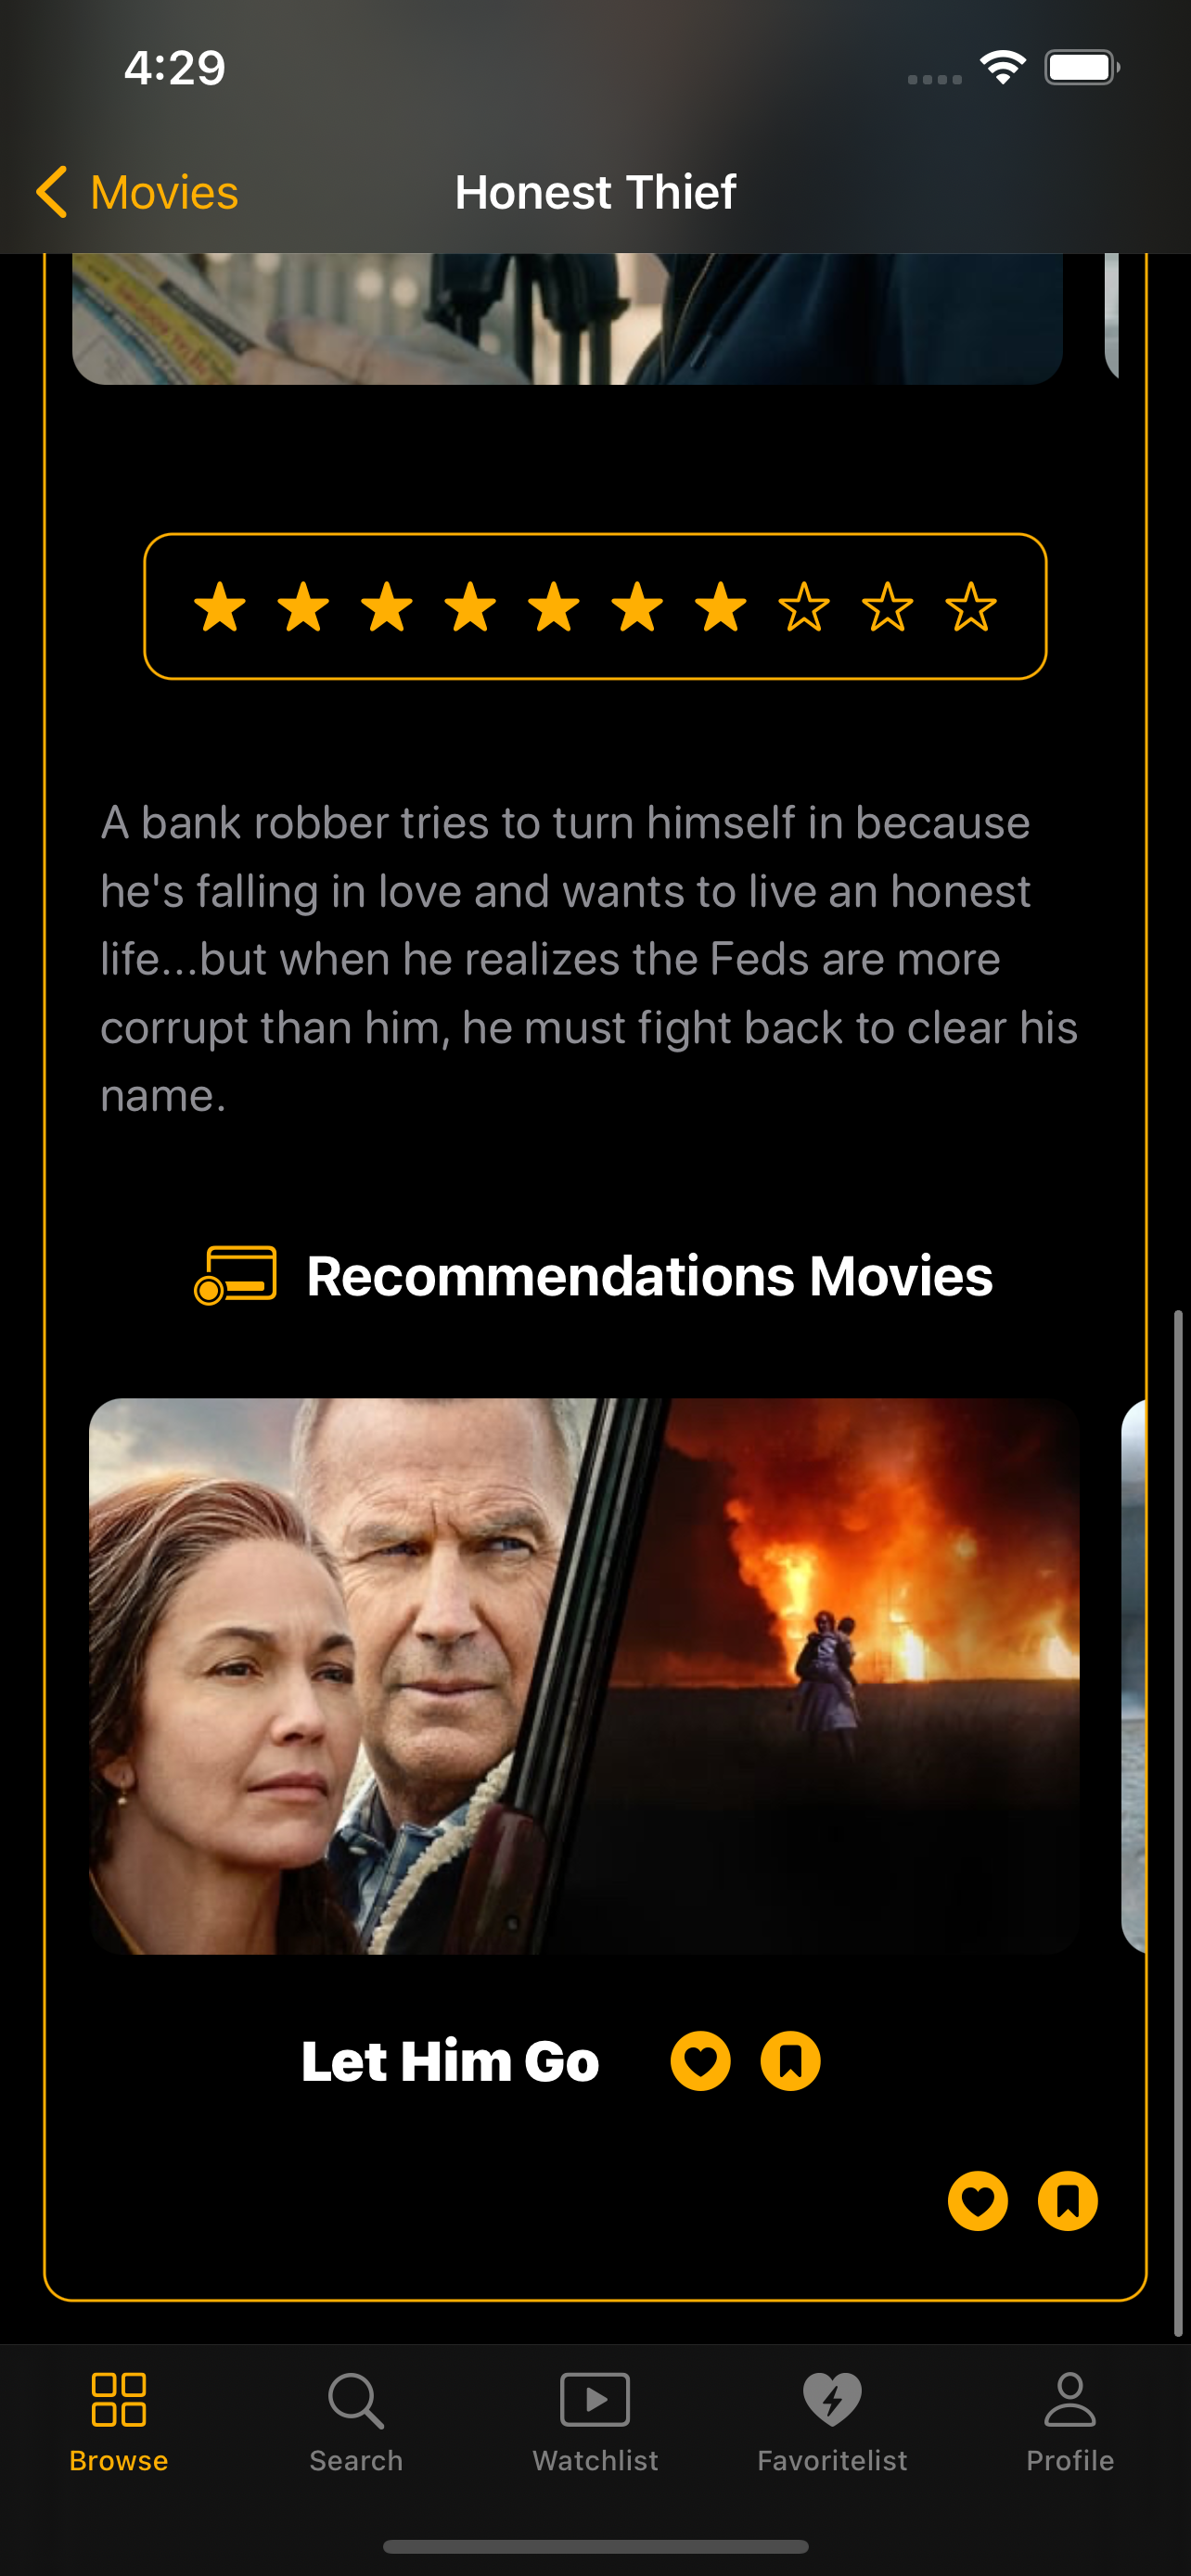 4:29
Movies
Honest Thief
A bank robber tries to turn himself in because
he's falling in love and wants to live an honest
life...but when he realizes the Feds are more
corrupt than him, he must fight back to clear his
name.
Recommendations Movies
Let Him Go
Browse
Search
Watchlist
Favoritelist
Profile